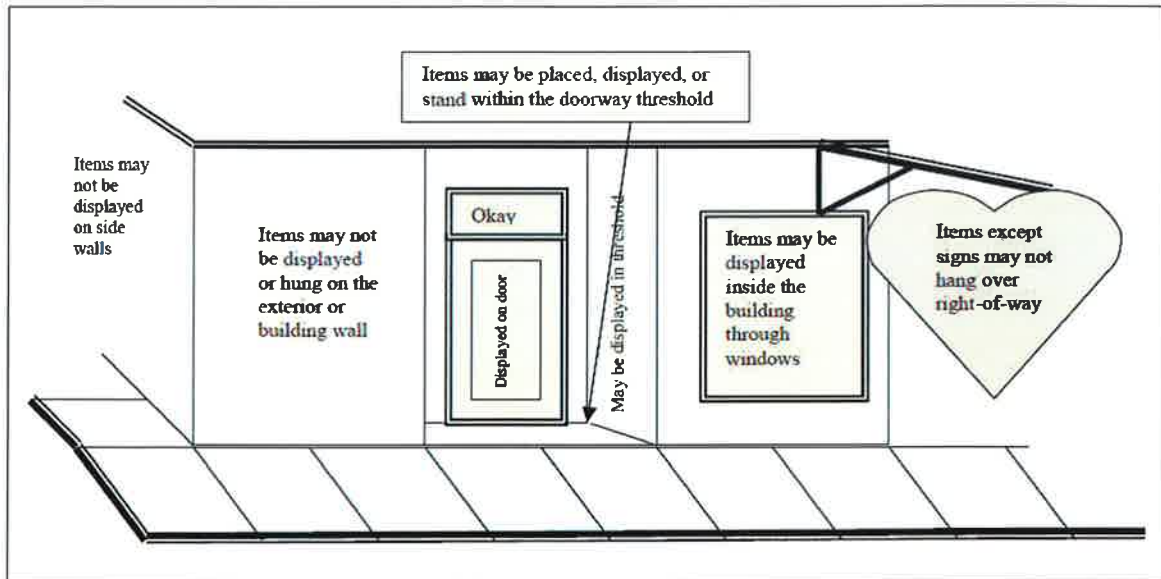 Items may be placed, displayed, or
stand within the doorway threshold
Items may
not be
displayed
on side
walls
Items may not
be displayed
or hung on the
exterior or
building wall
Okay
Displayed on door
May be displayed in threshold
Items may be
displayed
inside the
building
through
windows
Items except
signs may not
hang over
right-of-way